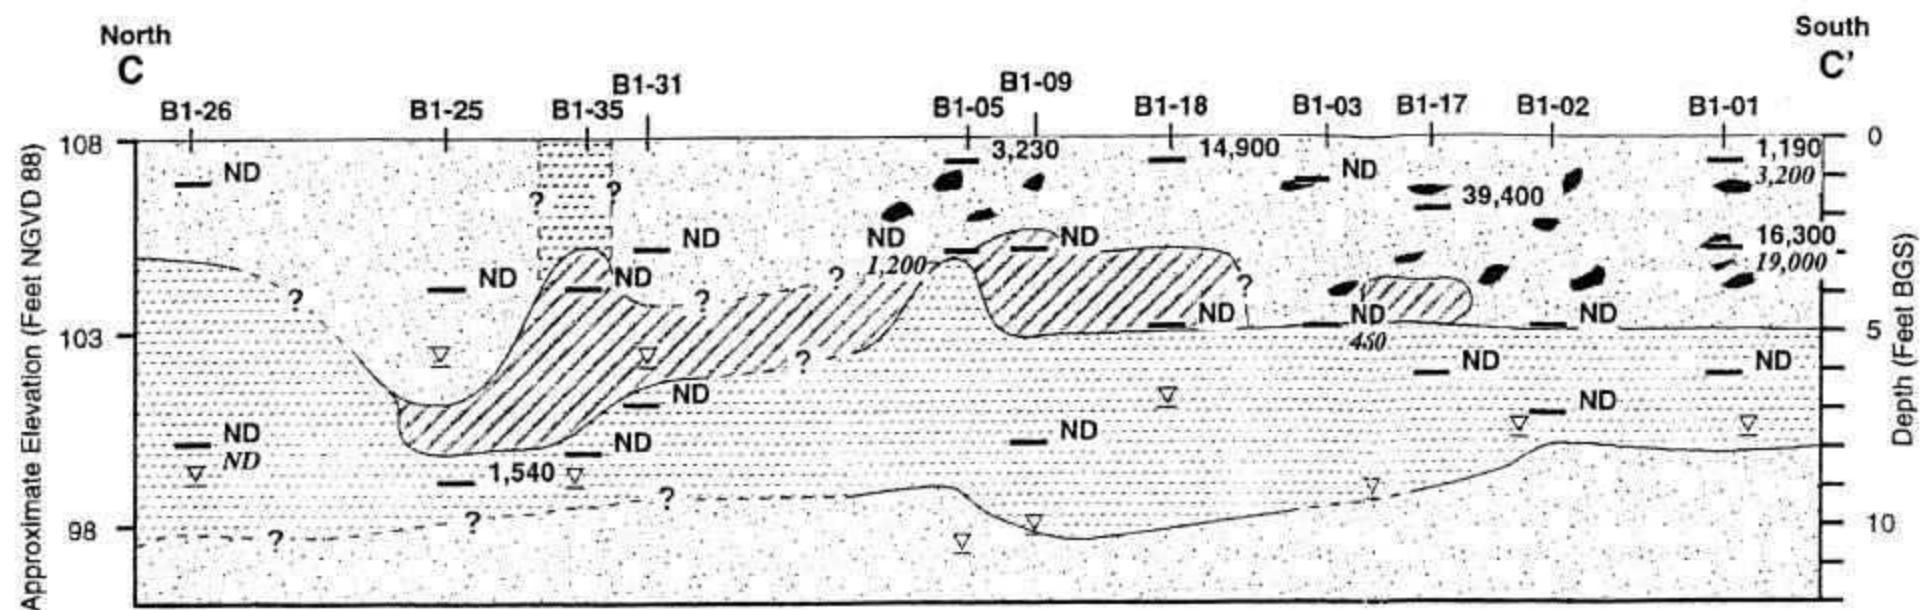 North
South
C
C'
B1-31
B1-09
B1-26
B1-25
B1-35
B1-05
B1-18
B1-03
B1-17
B1-02
B1-01
108
0
3,230
14,900
1,190
ND
ND
3,200
?
?
39,400
ND
ND
ND
16,300
1,200
19,000
ND
ND
?
?
?
?
ND
ND
ND
103
450
5
?
ND
ND
ND
ND
ND
ND
ND
ND
ND
1,540
?
?
?
98
10
Approximate Elevation (Feet NGVD 88)
Depth (Feet BGS)